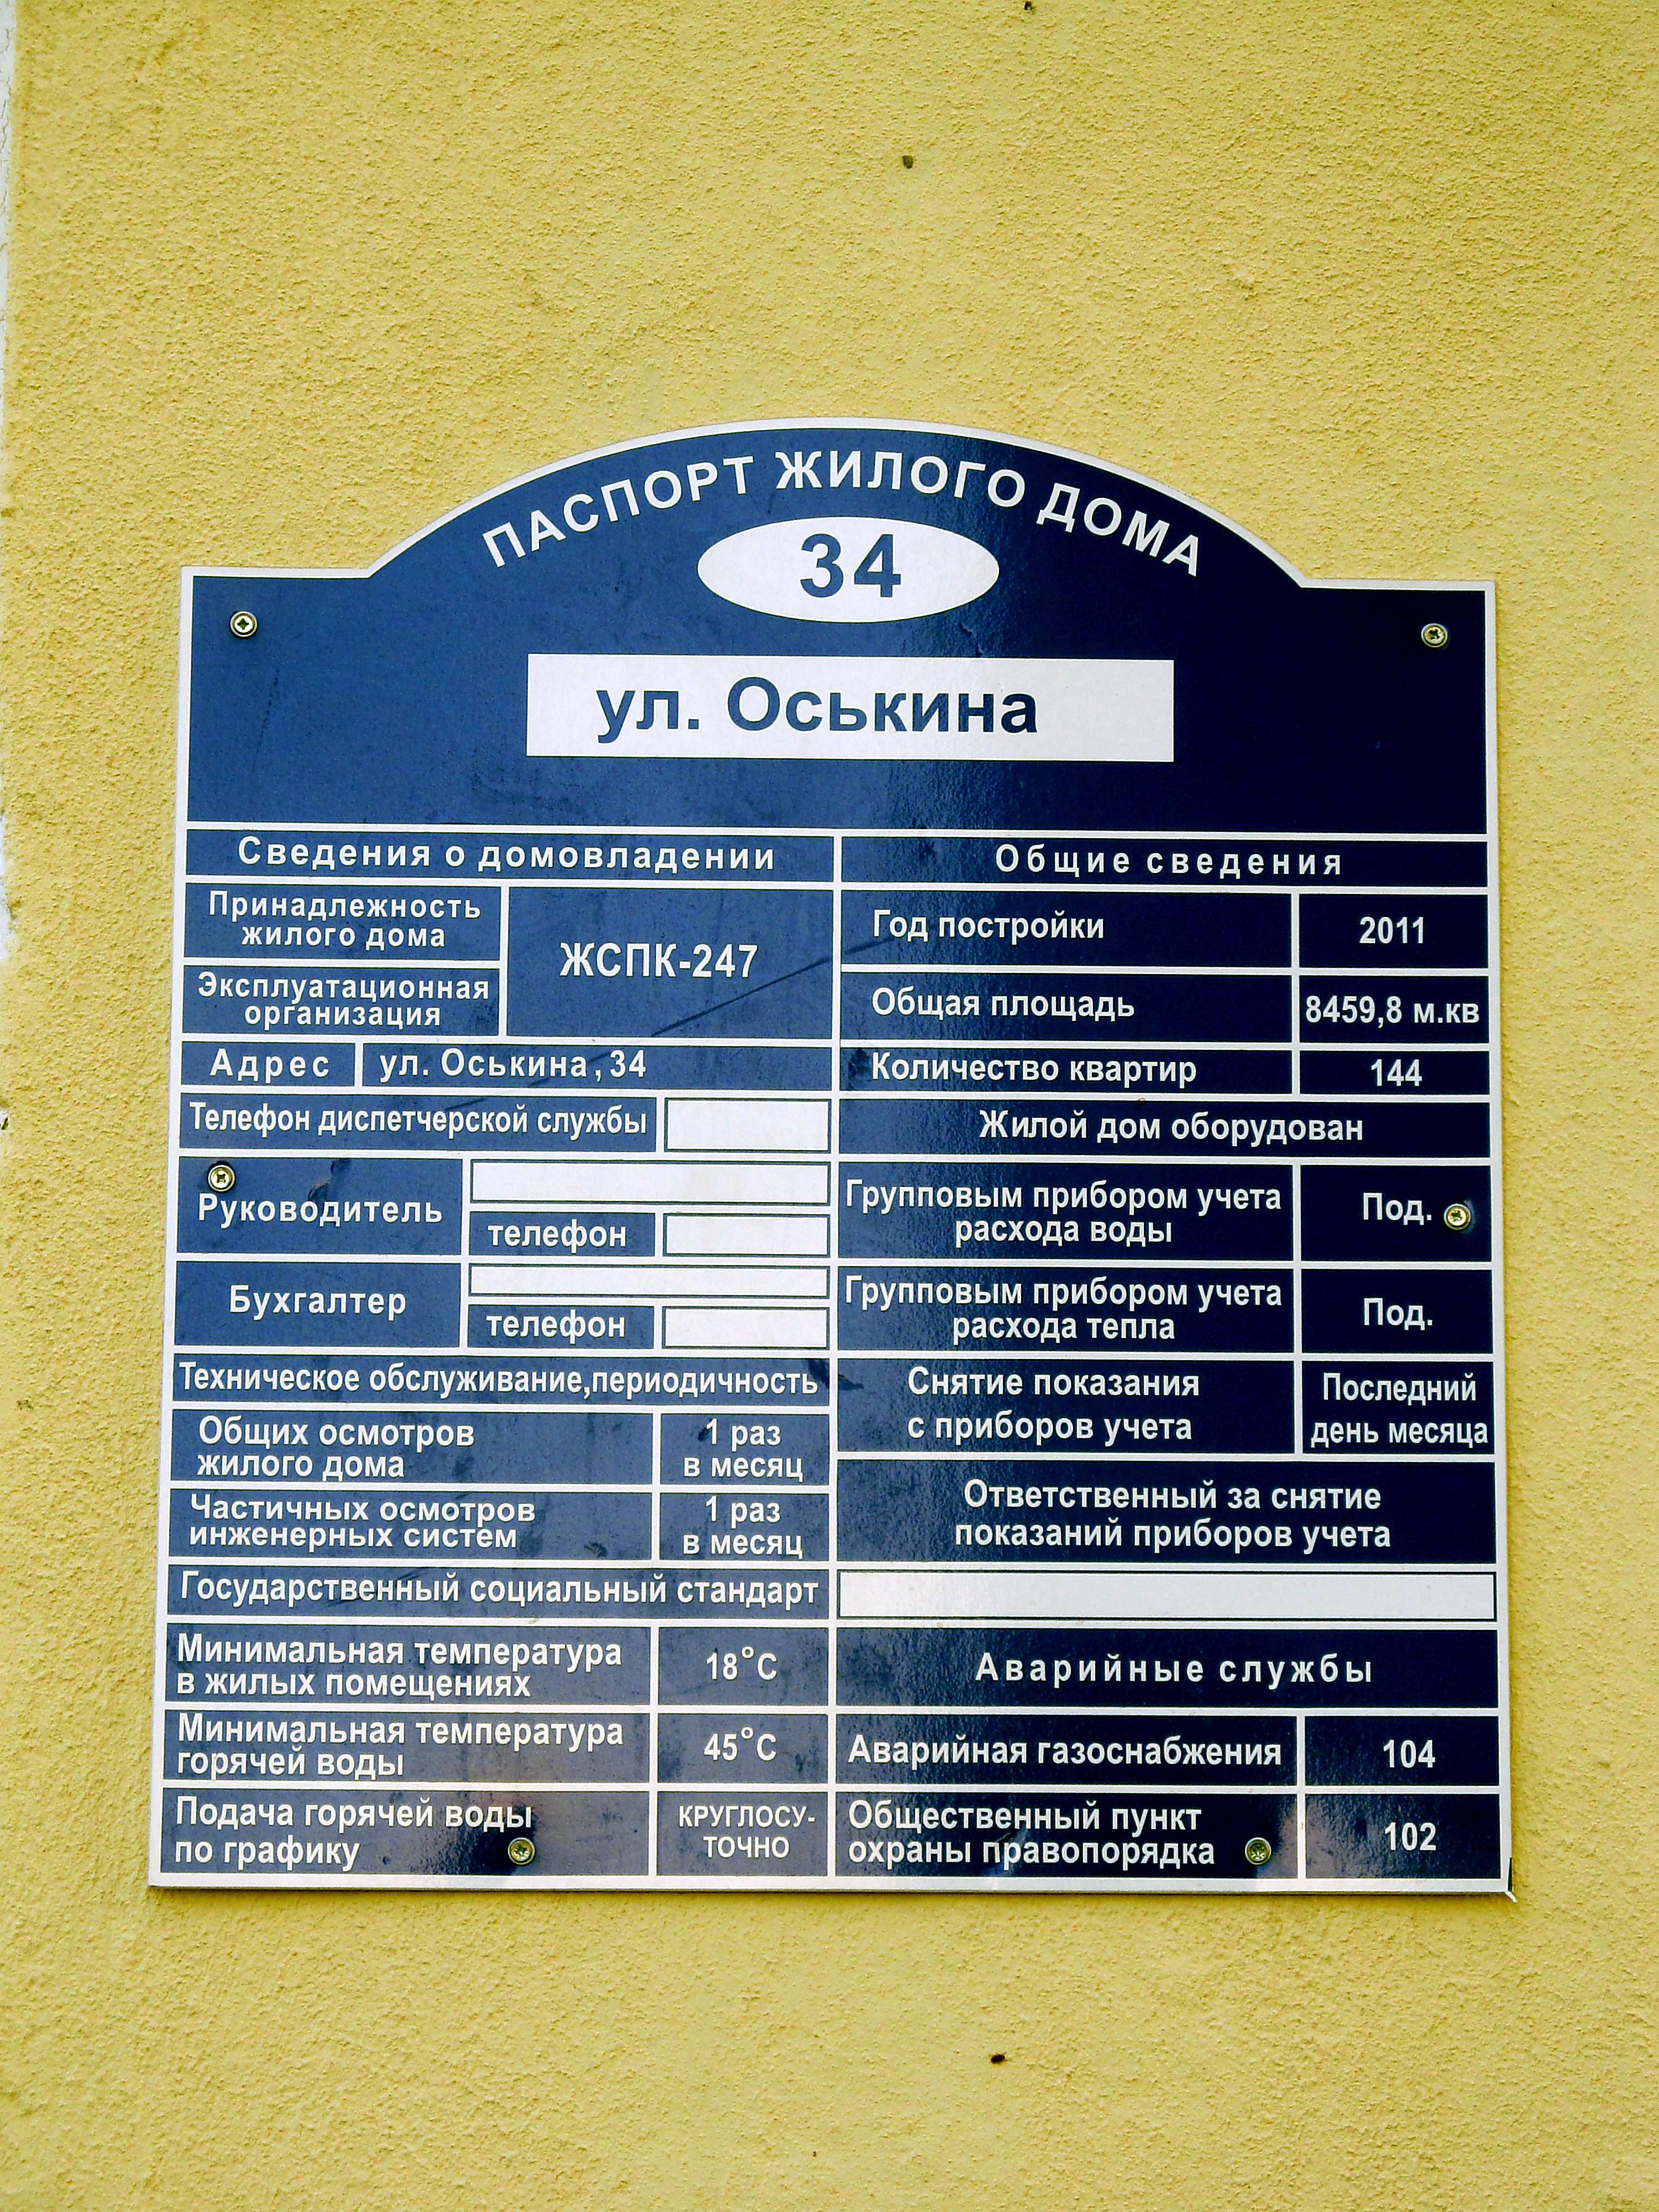 ПАСПОРТ ЖИЛОГО ДОМА
34
ул. Оськина
Сведения о домовладении
Принадлежность
жилого дома
Эксплуатационная
организация
ЖСПК-247
Адрес
ул. Оськина, 34
Телефон диспетчерской службы
Руководитель
телефон
Бухгалтер
телефон
Техническое обслуживание,периодичность
Общих осмотров
жилого дома
1 раз
в месяц
Частичных осмотров
инженерных систем
1 раз
в месяц
Государственный социальный стандарт
Минимальная температура
в жилых помещениях
18°С
Минимальная температура
горячей воды
45°С
Подача горячей воды
по графику
КРУГЛОСУ-
ТОЧНО
Общие сведения
Год постройки
2011
Общая площадь
8459,8 м.кв
Количество квартир
144
Жилой дом оборудован
Групповым прибором учета
расхода воды
Под.
Групповым прибором учета
расхода тепла
Под.
Снятие показания
с приборов учета
Последний
день месяца
Ответственный за снятие
показаний приборов учета
Аварийные службы
Аварийная газоснабжения
104
Общественный пункт
охраны правопорядка
102